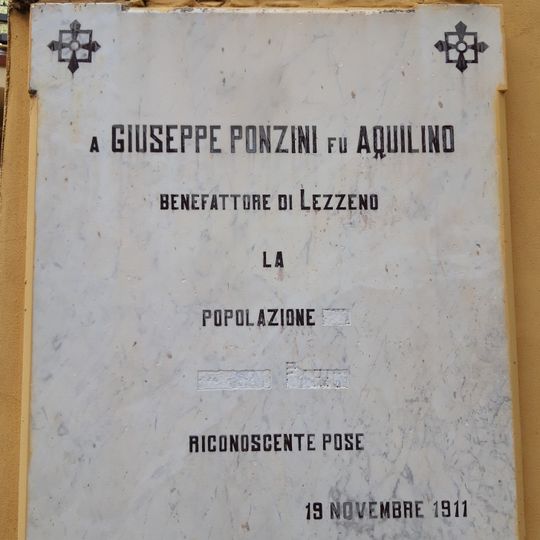 A GIUSEPPE PONZINI FU AQUILINO
BENEFATTORE DI LEZZENO
LA
POPOLAZIONE
RICONOSCENTE POSE
19 NOVEMBRE 1911